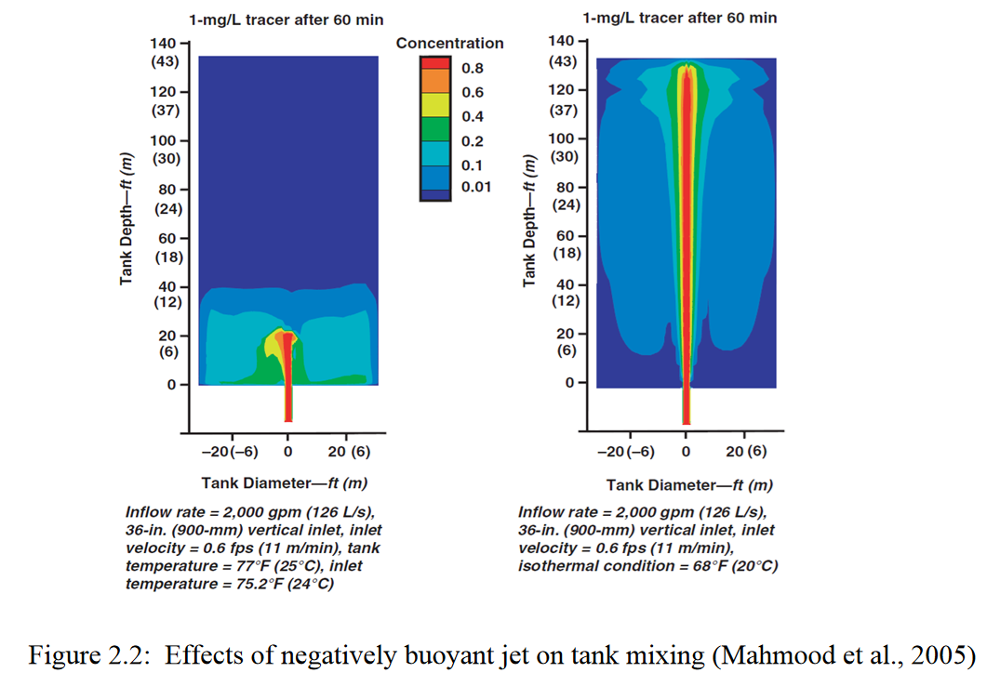 1-mg/L tracer after 60 min
140
(43)
120
(37)
100
(30)
80
(24)
60
(18)
40
(12)
20
(6)
0
Tank Depth—ft (m)
–20(–6) 0 20 (6)
Tank Diameter—ft (m)
Inflow rate = 2,000 gpm (126 L/s),
36-in. (900-mm) vertical inlet, inlet
velocity = 0.6 fps (11 m/min), tank
temperature = 77°F (25°C), inlet
temperature = 75.2°F (24°C)
Concentration
0.8
0.6
0.4
0.2
0.1
0.01
1-mg/L tracer after 60 min
140
(43)
120
(37)
100
(30)
80
(24)
60
(18)
40
(12)
20
(6)
0
Tank Depth—ft (m)
–20(–6) 0 20 (6)
Tank Diameter—ft (m)
Inflow rate = 2,000 gpm (126 L/s),
36-in. (900-mm) vertical inlet, inlet
velocity = 0.6 fps (11 m/min),
isothermal condition = 68°F (20°C)
Figure 2.2:  Effects of negatively buoyant jet on tank mixing (Mahmood et al., 2005)